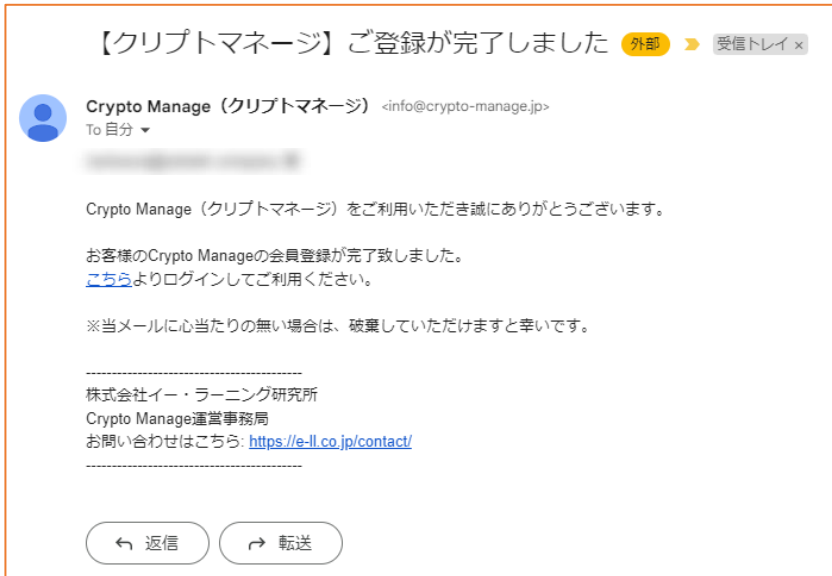 【クリプトマネージ】ご登録が完了しました 外部 受信トレイ ×
Crypto Manage（クリプトマネージ） <info@crypto-manage.jp>
To 自分
Crypto Manage（クリプトマネージ）をご利用いただき誠にありがとうございます。
お客様のCrypto Manageの会員登録が完了致しました。
こちらよりログインしてご利用ください。
※当メールに心当たりの無い場合は、破棄していただけますと幸いです。
------------------------------------------
株式会社イー・ラーニング研究所
Crypto Manage運営事務局
お問い合わせはこちら: https://e-ll.co.jp/contact/
------------------------------------------
返信 転送